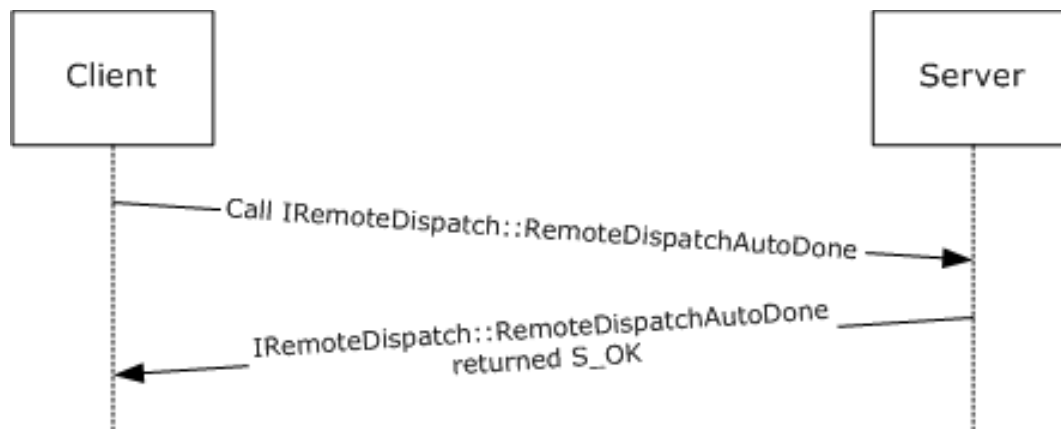 Client
Server
Call IRemoteDispatch::RemoteDispatchAutoDone
IRemoteDispatch::RemoteDispatchAutoDone
returned S_OK